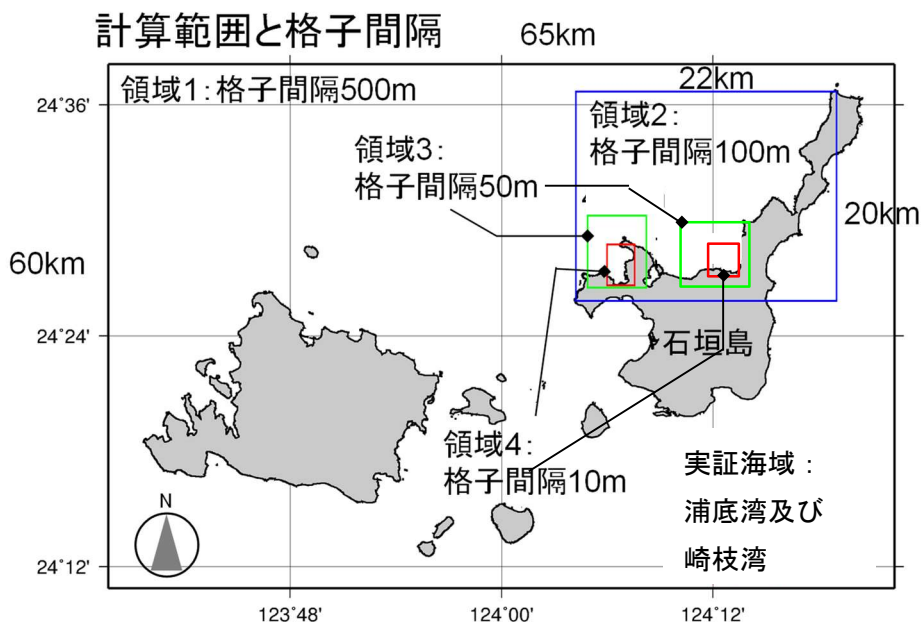 計算範囲と格子間隔
65km
領域1:格子間隔500m
22km
24°36'
領域2:
格子間隔100m
領域3:
格子間隔50m
20km
60km
24°24'
石垣島
領域4:
格子間隔10m
実証海域:
浦底湾及び
崎枝湾
N
24°12'
123°48'
124°00'
124°12'